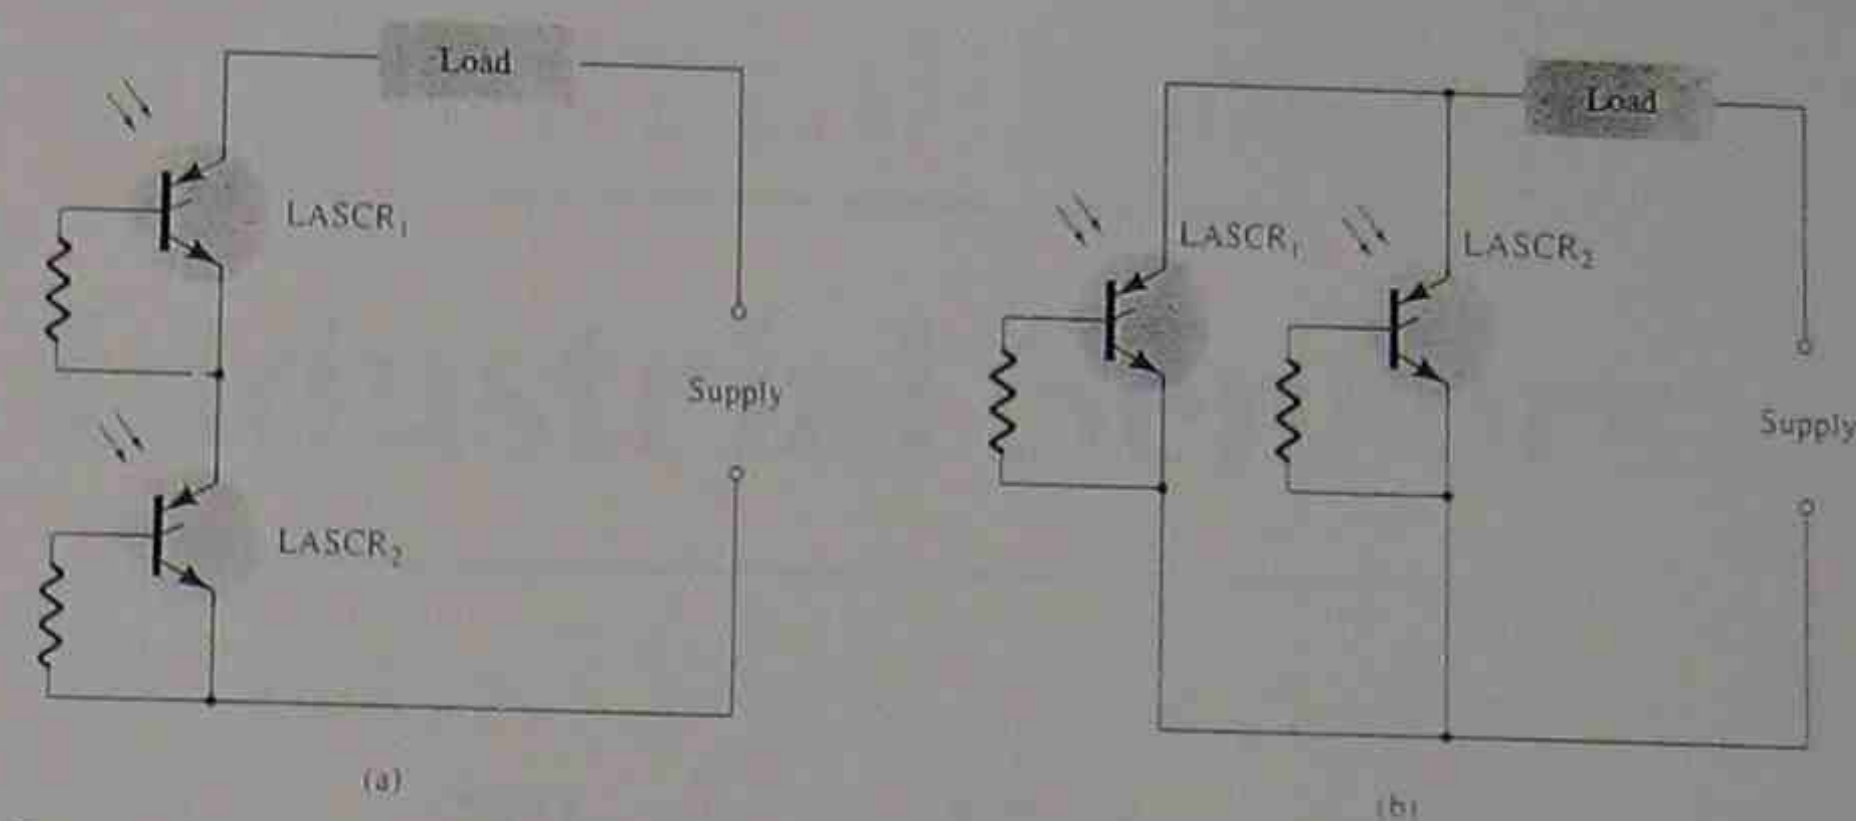 Load
LASCR₁
LASCR₂
Supply
(a)
Load
LASCR₁
LASCR₂
Supply
(b)